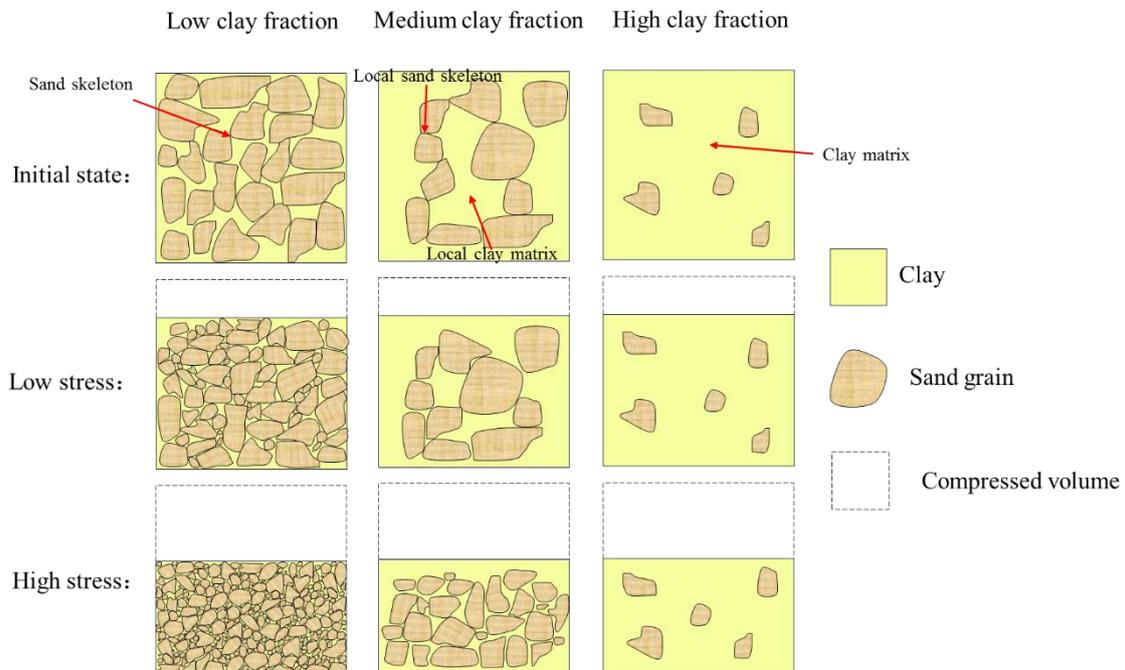 Low clay fraction
Medium clay fraction
High clay fraction
Sand skeleton
Local sand skeleton
Initial state:
Clay matrix
Local clay matrix
Clay
Low stress:
Sand grain
Compressed volume
High stress: